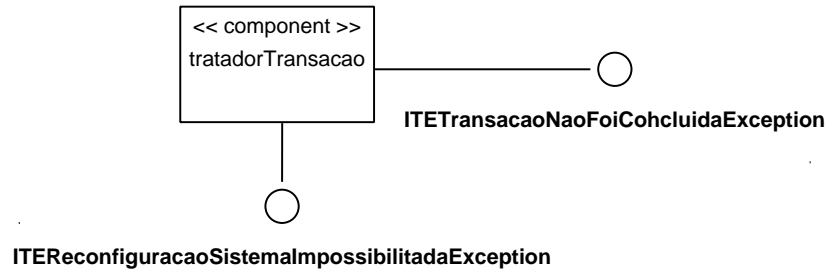 << component >>
tratadorTransacao
ITETransacaoNaoFoiCohcluidaException
ITEReconfiguracaoSistemaImpossibilitadaException